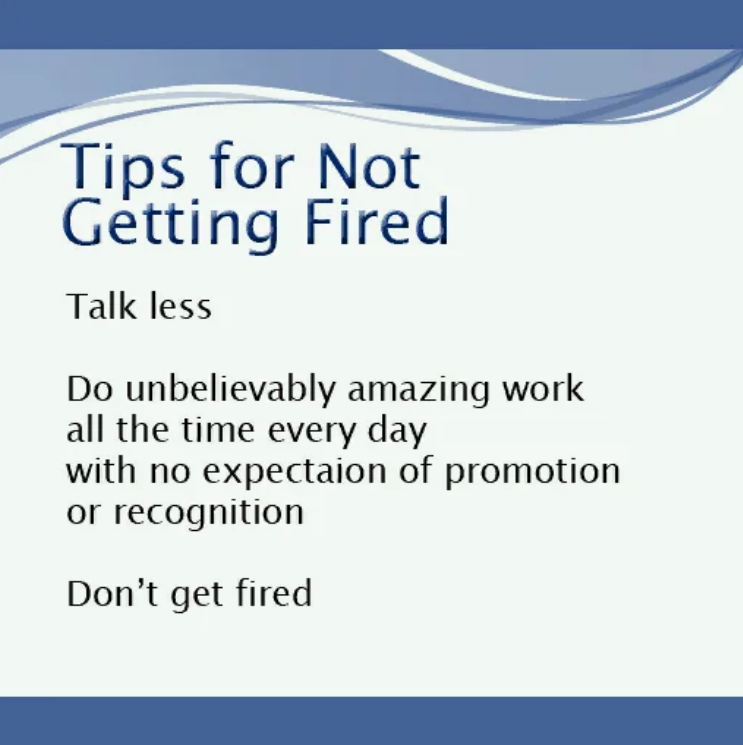 Tips for Not
Getting Fired
Talk less
Do unbelievably amazing work
all the time every day
with no expectaion of promotion
or recognition
Don’t get fired